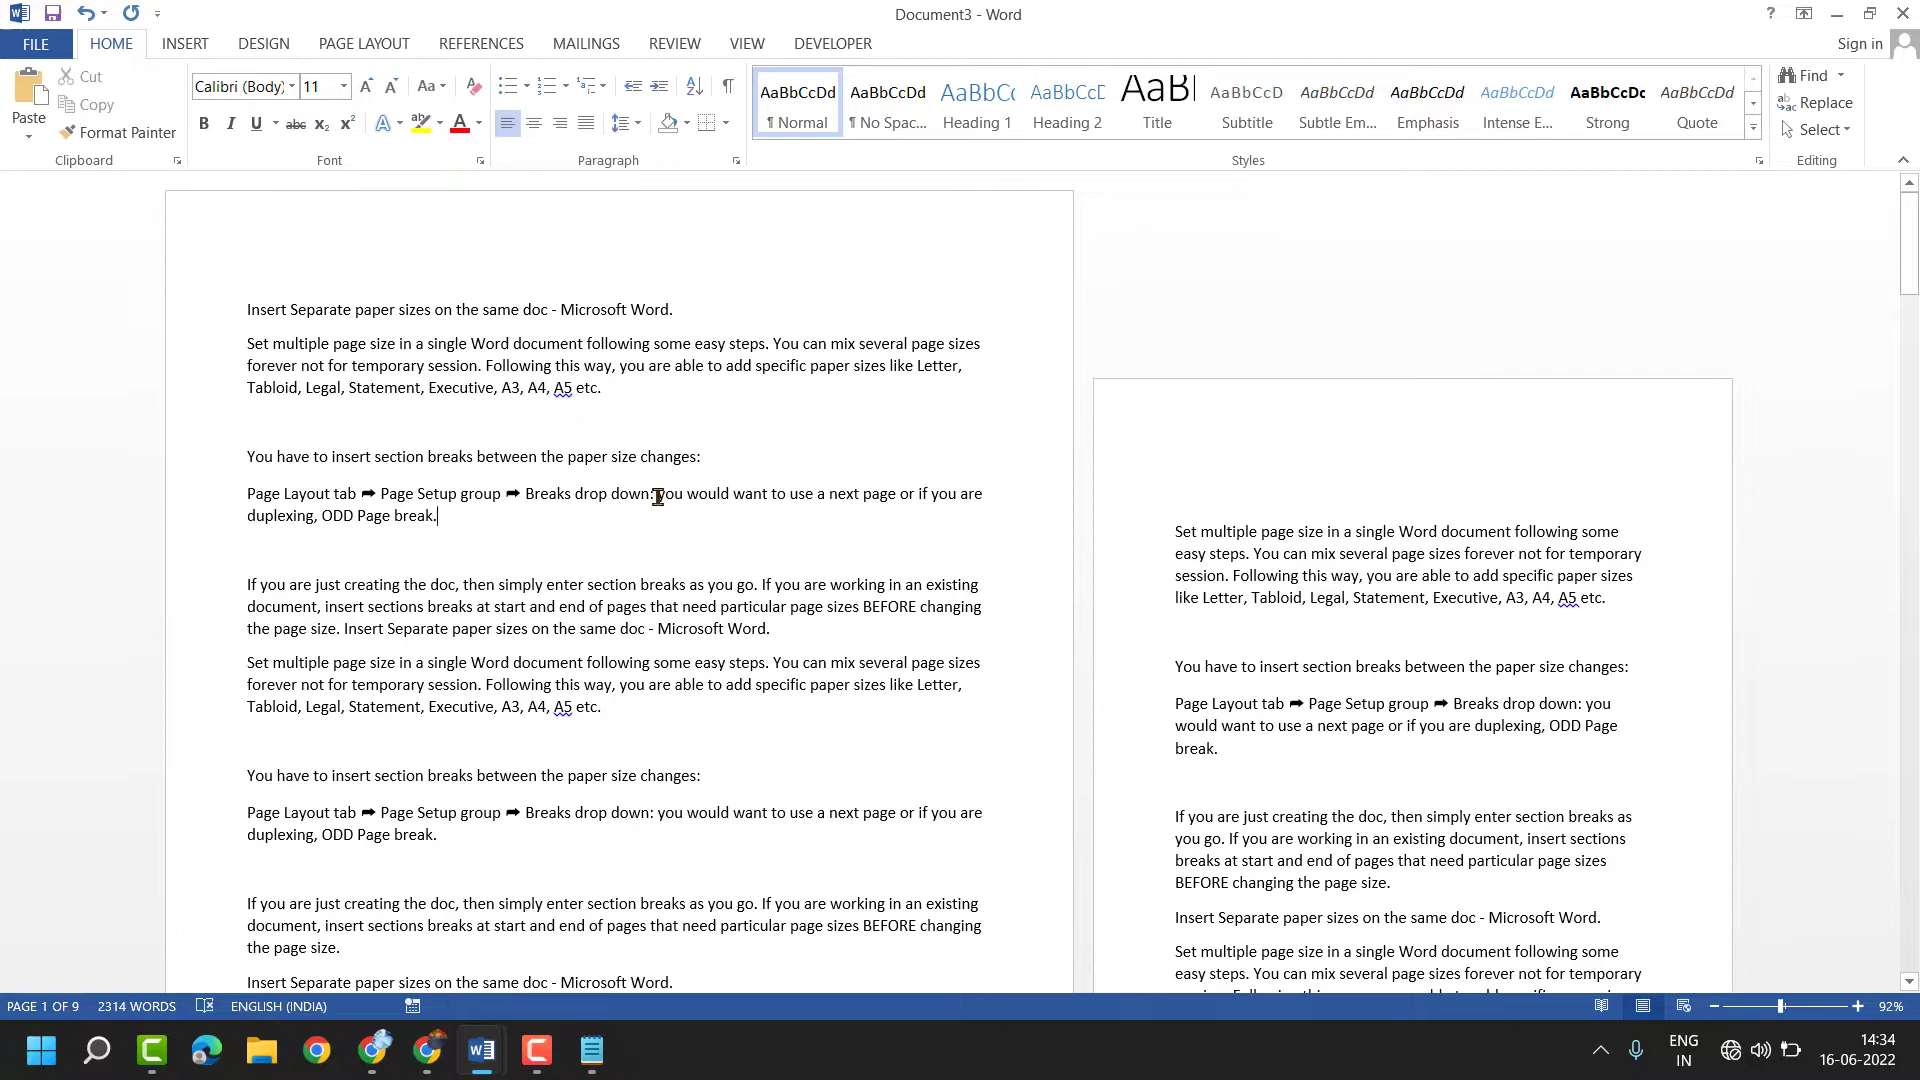 Document3 - Word
?
FILE
HOME
INSERT
DESIGN
PAGE LAYOUT
REFERENCES
MAILINGS
REVIEW
VIEW
DEVELOPER
Sign in
Paste
Cut
Copy
Format Painter
Clipboard
Calibri (Body)
11
Aa
B I U abc X₂ X²
Font
Paragraph
AaBbCcDd
¶ Normal
AaBbCcDd
¶ No Spac...
AaBbCc
Heading 1
AaBbCcD
Heading 2
AaBl
Title
AaBbCcD
Subtitle
AaBbCcDd
Subtle Em...
AaBbCcDd
Emphasis
AaBbCcDd
Intense E...
AaBbCcDc
Strong
AaBbCcDd
Quote
Styles
Find
Replace
Select
Editing
Insert Separate paper sizes on the same doc - Microsoft Word.
Set multiple page size in a single Word document following some easy steps. You can mix several page sizes
forever not for temporary session. Following this way, you are able to add specific paper sizes like Letter,
Tabloid, Legal, Statement, Executive, A3, A4, A5 etc.
You have to insert section breaks between the paper size changes:
Page Layout tab ➦ Page Setup group ➦ Breaks drop down: you would want to use a next page or if you are
duplexing, ODD Page break.
If you are just creating the doc, then simply enter section breaks as you go. If you are working in an existing
document, insert sections breaks at start and end of pages that need particular page sizes BEFORE changing
the page size. Insert Separate paper sizes on the same doc - Microsoft Word.
Set multiple page size in a single Word document following some easy steps. You can mix several page sizes
forever not for temporary session. Following this way, you are able to add specific paper sizes like Letter,
Tabloid, Legal, Statement, Executive, A3, A4, A5 etc.
You have to insert section breaks between the paper size changes:
Page Layout tab ➦ Page Setup group ➦ Breaks drop down: you would want to use a next page or if you are
duplexing, ODD Page break.
If you are just creating the doc, then simply enter section breaks as you go. If you are working in an existing
document, insert sections breaks at start and end of pages that need particular page sizes BEFORE changing
the page size.
Insert Separate paper sizes on the same doc - Microsoft Word.
Set multiple page size in a single Word document following some
easy steps. You can mix several page sizes forever not for temporary
session. Following this way, you are able to add specific paper sizes
like Letter, Tabloid, Legal, Statement, Executive, A3, A4, A5 etc.
You have to insert section breaks between the paper size changes:
Page Layout tab ➦ Page Setup group ➦ Breaks drop down: you
would want to use a next page or if you are duplexing, ODD Page
break.
If you are just creating the doc, then simply enter section breaks as
you go. If you are working in an existing document, insert sections
breaks at start and end of pages that need particular page sizes
BEFORE changing the page size.
Insert Separate paper sizes on the same doc - Microsoft Word.
Set multiple page size in a single Word document following some
easy steps. You can mix several page sizes forever not for temporary
PAGE 1 OF 9
2314 WORDS
ENGLISH (INDIA)
92%
ENG
IN
14:34
16-06-2022